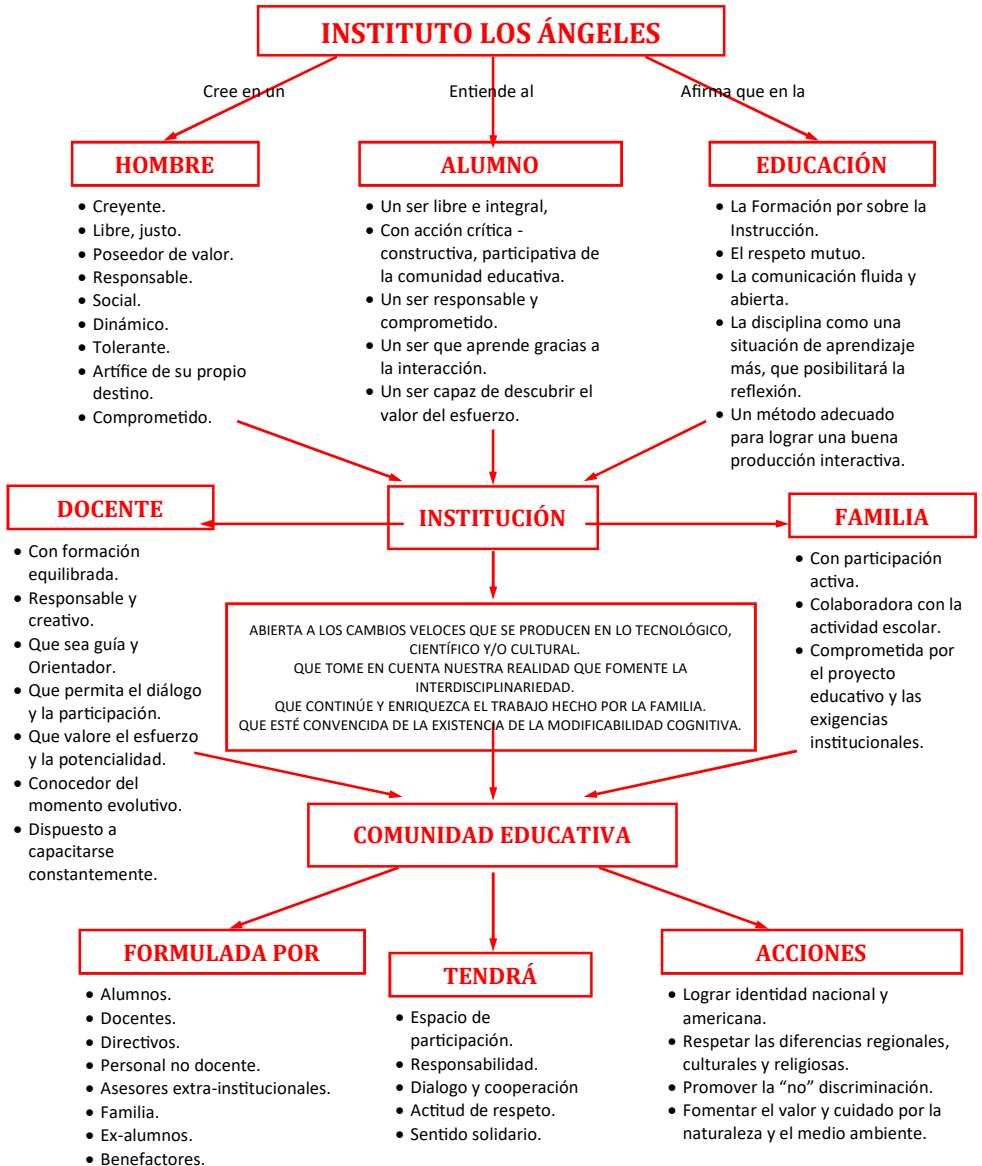 INSTITUTO LOS ÁNGELES
Cree en un
Entiende al
Afirma que en la
HOMBRE
• Creyente.
• Libre, justo.
• Poseedor de valor.
• Responsable.
• Social.
• Dinámico.
• Tolerante.
• Artífice de su propio
destino.
• Comprometido.
ALUMNO
• Un ser libre e integral,
• Con acción crítica -
constructiva, participativa de
la comunidad educativa.
• Un ser responsable y
comprometido.
• Un ser que aprende gracias a
la interacción.
• Un ser capaz de descubrir el
valor del esfuerzo.
EDUCACIÓN
• La Formación por sobre la
Instrucción.
• El respeto mutuo.
• La comunicación fluida y
abierta.
• La disciplina como una
situación de aprendizaje
más, que posibilitará la
reflexión.
• Un método adecuado
para lograr una buena
producción interactiva.
DOCENTE
• Con formación
equilibrada.
• Responsable y
creativo.
• Que sea guía y
Orientador.
• Que permita el diálogo
y la participación.
• Que valore el esfuerzo
y la potencialidad.
• Conocedor del
momento evolutivo.
• Dispuesto a
capacitarse
constantemente.
INSTITUCIÓN
ABIERTA A LOS CAMBIOS VELOCES QUE SE PRODUCEN EN LO TECNOLÓGICO,
CIENTÍFICO Y/O CULTURAL.
QUE TOME EN CUENTA NUESTRA REALIDAD QUE FOMENTE LA
INTERDISCIPLINARIEDAD.
QUE CONTINÚE Y ENRIQUEZCA EL TRABAJO HECHO POR LA FAMILIA.
QUE ESTÉ CONVENCIDA DE LA EXISTENCIA DE LA MODIFICABILIDAD COGNITIVA.
FAMILIA
• Con participación
activa.
• Colaboradora con la
actividad escolar.
• Comprometida por
el proyecto
educativo y las
exigencias
institucionales.
COMUNIDAD EDUCATIVA
FORMULADA POR
• Alumnos.
• Docentes.
• Directivos.
• Personal no docente.
• Asesores extra-institucionales.
• Familia.
• Ex-alumnos.
• Benefactores.
TENDRÁ
• Espacio de
participación.
• Responsabilidad.
• Dialogo y cooperación
• Actitud de respeto.
• Sentido solidario.
ACCIONES
• Lograr identidad nacional y
americana.
• Respetar las diferencias regionales,
culturales y religiosas.
• Promover la “no” discriminación.
• Fomentar el valor y cuidado por la
naturaleza y el medio ambiente.